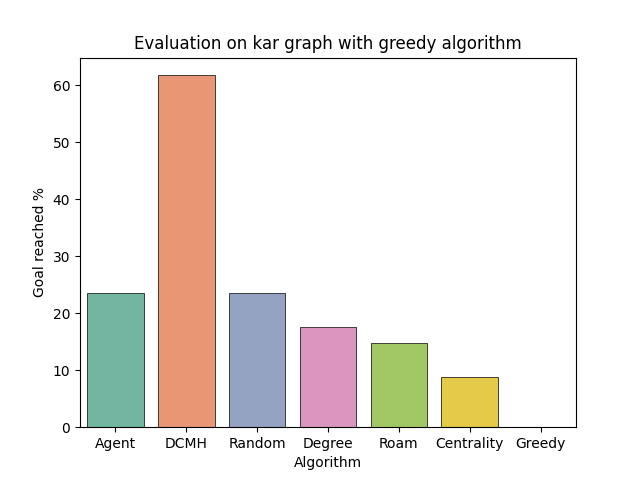 Evaluation on kar graph with greedy algorithm
Goal reached %
60
50
40
30
20
10
0
Agent DCMH Random Degree Roam Centrality Greedy
Algorithm